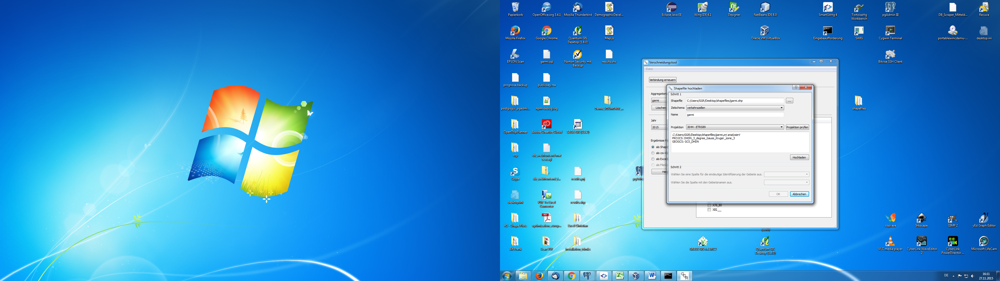 Papierkorb
OpenOffice.org 3.4.1
Mozilla Thunderbird
DemographicDevel...
Eclipse Java EE
Wing IDE 4.1
Designer
NetBeans IDE 8.0
SmartGitHg 4
TortoiseHg
Workbench
pgAdmin III
DB_Scraper_Mitteld...
Recuva
Mozilla Firefox
Google Chrome
Quantum GIS
Desktop (1.8.0)
Map.js
Oracle VM VirtualBox
Eingabeaufforderung
SWIG
Cygwin Terminal
portablewincdemu-...
desktop.ini
EPSON Scan
garmi.sql
Norton Security mit
Backup
results.shx
Bitvise SSH Client
prognose.backup
publickey.rsa
postgisgui_pgadmi...
npm-debug.log
Demo_VISUM1400_...
shapefiles
OpenTripPlanner
Adobe Creative Cloud
SAGA GIS (2.1.2)
otp
db_webfrontend mat
test.sql
Skype
db_webfrontend_f...
results.prj
pgAdm
desktop.ini
PDF To Excel
Converter
results.shp
KS - Shape Plots
optimization_europ...
Excel Christian
Alt Frank
Scan VW
installation_tdmks
GRASS GIS 6.4.3RC2
Quantum GIS
Desktop (1.8.0)
copi.exe
Inkscape
GIMP 2
yEd Graph Editor
VLC media player
CyberLink WaveEditor
2
CyberLink
PowerDirector ...
Microsoft LifeCam
Verschneidungstool
Datei
Verbindung erneuern
Aggregation
garmi
Löschen
Jahr
2015
Ergebnisse h
als Shap
als csv-D
als Excel
als FileG
Her
X76_80
X81___
Shapefile hochladen
Schritt 1
Shapefile C:/Users/GGR/Desktop/shapefiles/garmi.shp ...
Zielschema verkehrszellen
Name garmi
Projektion 3044 - ETRS89 Projektion prüfen
C:/Users/GGR/Desktop/shapefiles/garmi.prj analysiert
PROJCS: DHDN_3_degree_Gauss_Kruger_zone_3
GEOGCS: GCS_DHDN
Hochladen
Schritt 2
Wählen Sie eine Spalte für die eindeutige Identifizierung der Gebiete aus.
Wählen Sie die Spalte mit den Gebietsnamen aus.
OK Abbrechen
DE
16:11
27.11.2015